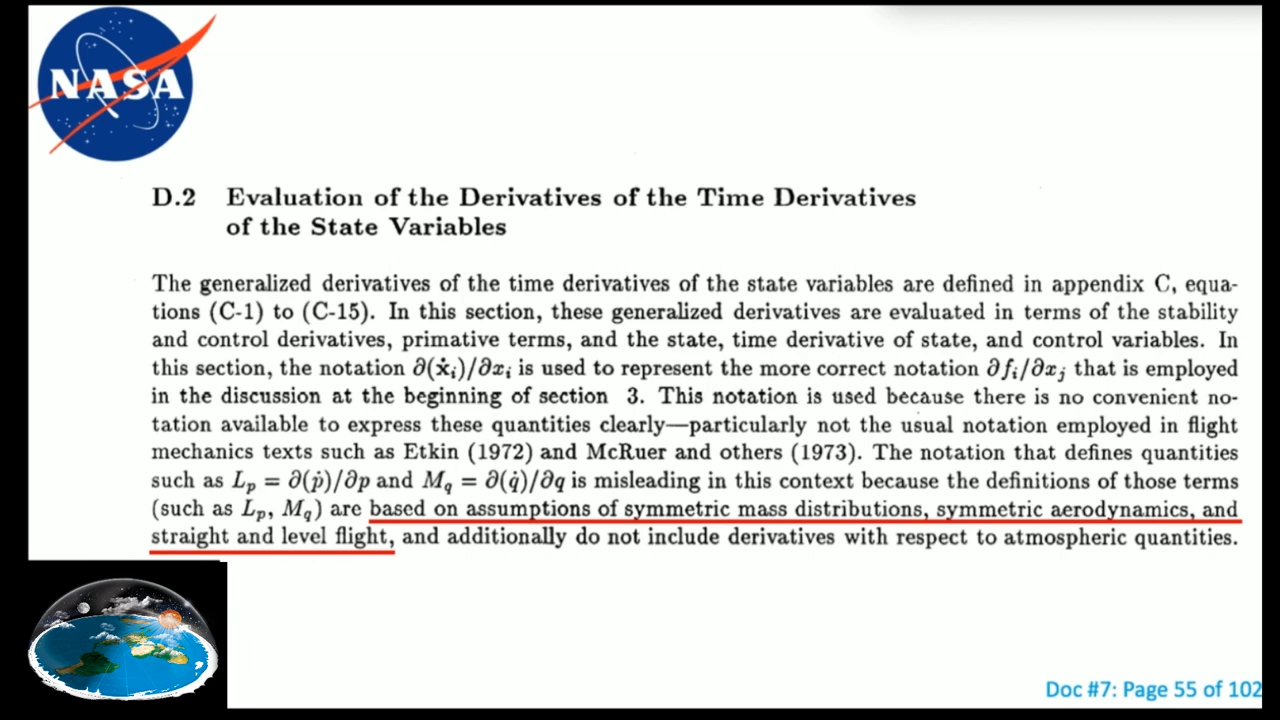 NASA
D.2 Evaluation of the Derivatives of the Time Derivatives
of the State Variables
The generalized derivatives of the time derivatives of the state variables are defined in appendix C, equa-
tions (C-1) to (C-15). In this section, these generalized derivatives are evaluated in terms of the stability
and control derivatives, primative terms, and the state, time derivative of state, and control variables. In
this section, the notation ∂(ẋᵢ)/∂xᵢ is used to represent the more correct notation ∂fᵢ/∂xⱼ that is employed
in the discussion at the beginning of section 3. This notation is used because there is no convenient no-
tation available to express these quantities clearly—particularly not the usual notation employed in flight
mechanics texts such as Etkin (1972) and McRuer and others (1973). The notation that defines quantities
such as Lₚ = ∂(ṗ)/∂p and M_q = ∂(q̇)/∂q is misleading in this context because the definitions of those terms
(such as Lₚ, M_q) are based on assumptions of symmetric mass distributions, symmetric aerodynamics, and
straight and level flight, and additionally do not include derivatives with respect to atmospheric quantities.
Doc #7: Page 55 of 102